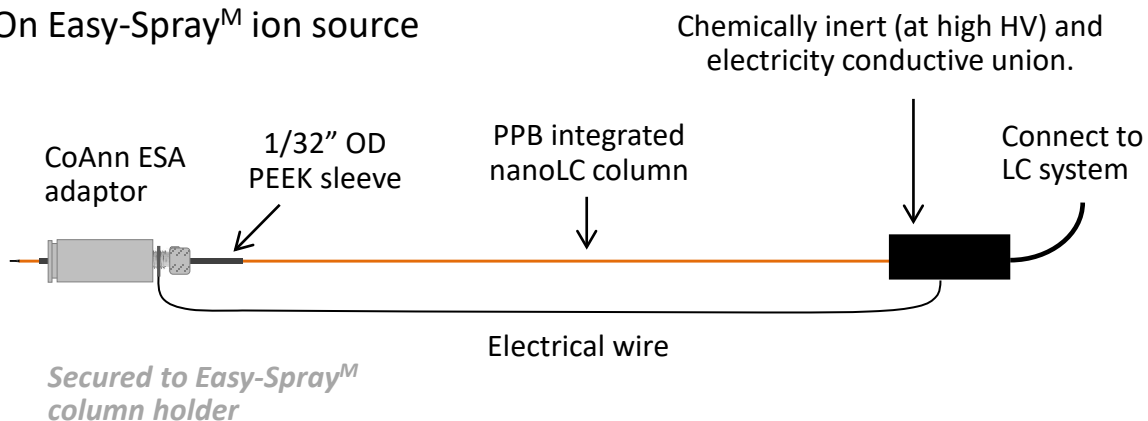 On Easy-Spray^M ion source
Chemically inert (at high HV) and
electricity conductive union.
CoAnn ESA
adaptor
1/32” OD
PEEK sleeve
PPB integrated
nanoLC column
Connect to
LC system
Electrical wire
Secured to Easy-Spray^M
column holder